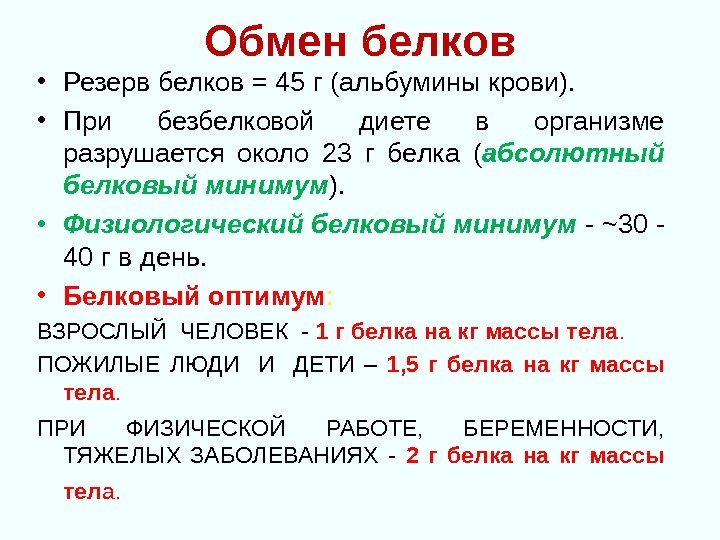 Обмен белков
• Резерв белков = 45 г (альбумины крови).
• При безбелковой диете в организме
разрушается около 23 г белка (абсолютный
белковый минимум).
• Физиологический белковый минимум - ~30 -
40 г в день.
• Белковый оптимум:
ВЗРОСЛЫЙ ЧЕЛОВЕК - 1 г белка на кг массы тела.
ПОЖИЛЫЕ ЛЮДИ И ДЕТИ – 1,5 г белка на кг массы
тела.
ПРИ ФИЗИЧЕСКОЙ РАБОТЕ, БЕРЕМЕННОСТИ,
ТЯЖЕЛЫХ ЗАБОЛЕВАНИЯХ - 2 г белка на кг массы
тела.